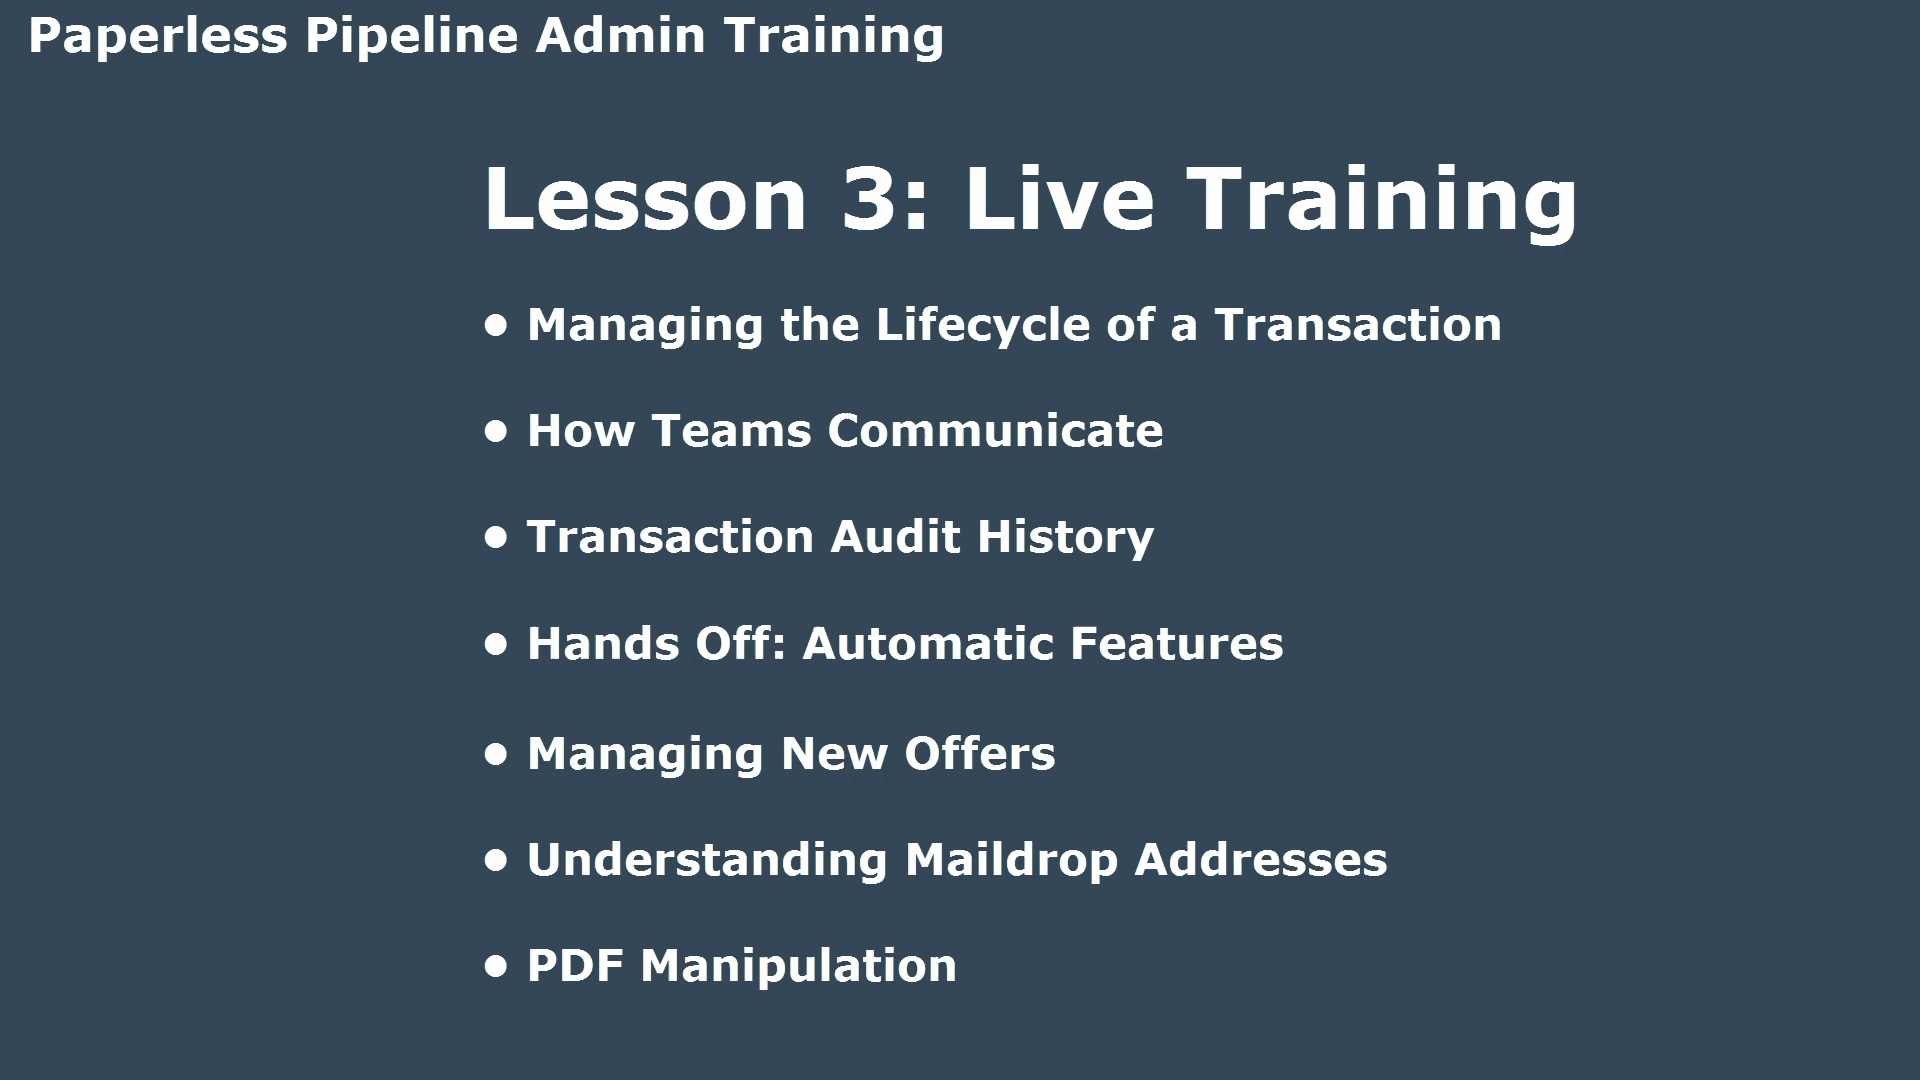 Paperless Pipeline Admin Training
Lesson 3: Live Training
• Managing the Lifecycle of a Transaction
• How Teams Communicate
• Transaction Audit History
• Hands Off: Automatic Features
• Managing New Offers
• Understanding Maildrop Addresses
• PDF Manipulation